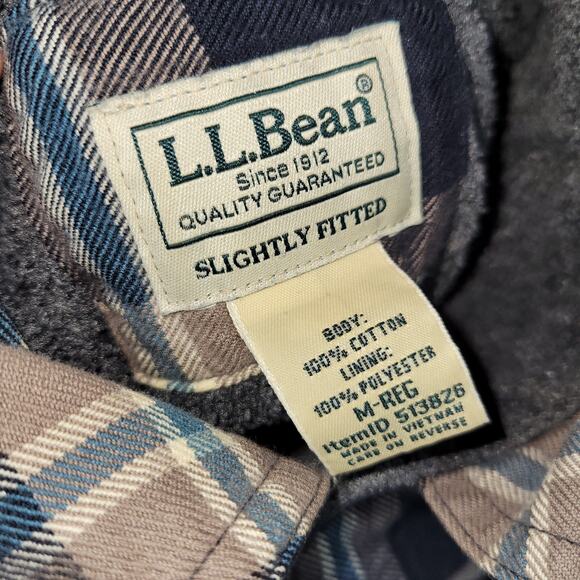 L.L.Bean®
Since 1912
QUALITY GUARANTEED
SLIGHTLY FITTED
BODY:
100% COTTON
LINING:
100% POLYESTER
M-REG
ItemID 513826
MADE IN VIETNAM
CARE ON REVERSE